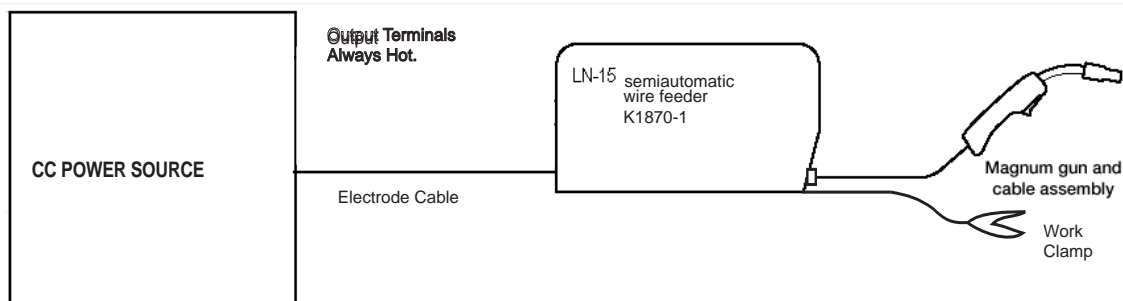 Output Terminals
Always Hot.
LN-15 semiautomatic
wire feeder
K1870-1
CC POWER SOURCE
Electrode Cable
Magnum gun and
cable assembly
Work
Clamp